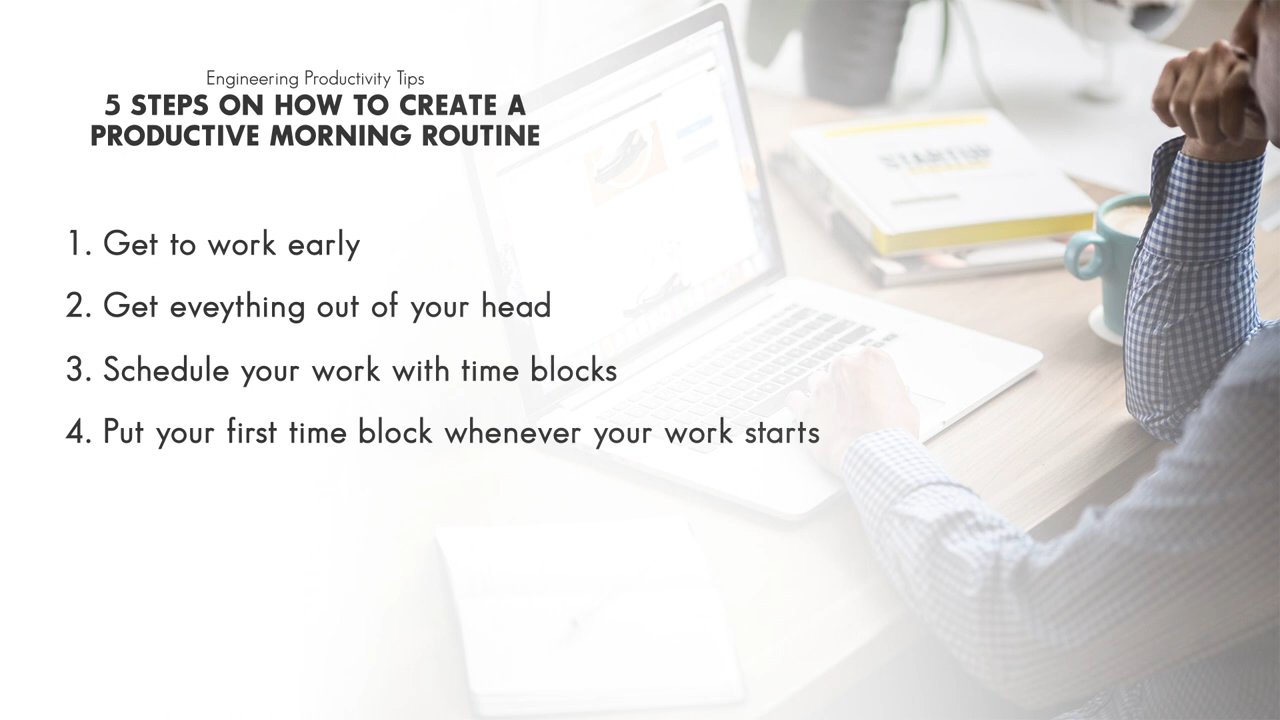 Engineering Productivity Tips
5 STEPS ON HOW TO CREATE A
PRODUCTIVE MORNING ROUTINE
1. Get to work early
2. Get eveything out of your head
3. Schedule your work with time blocks
4. Put your first time block whenever your work starts
STARTUP